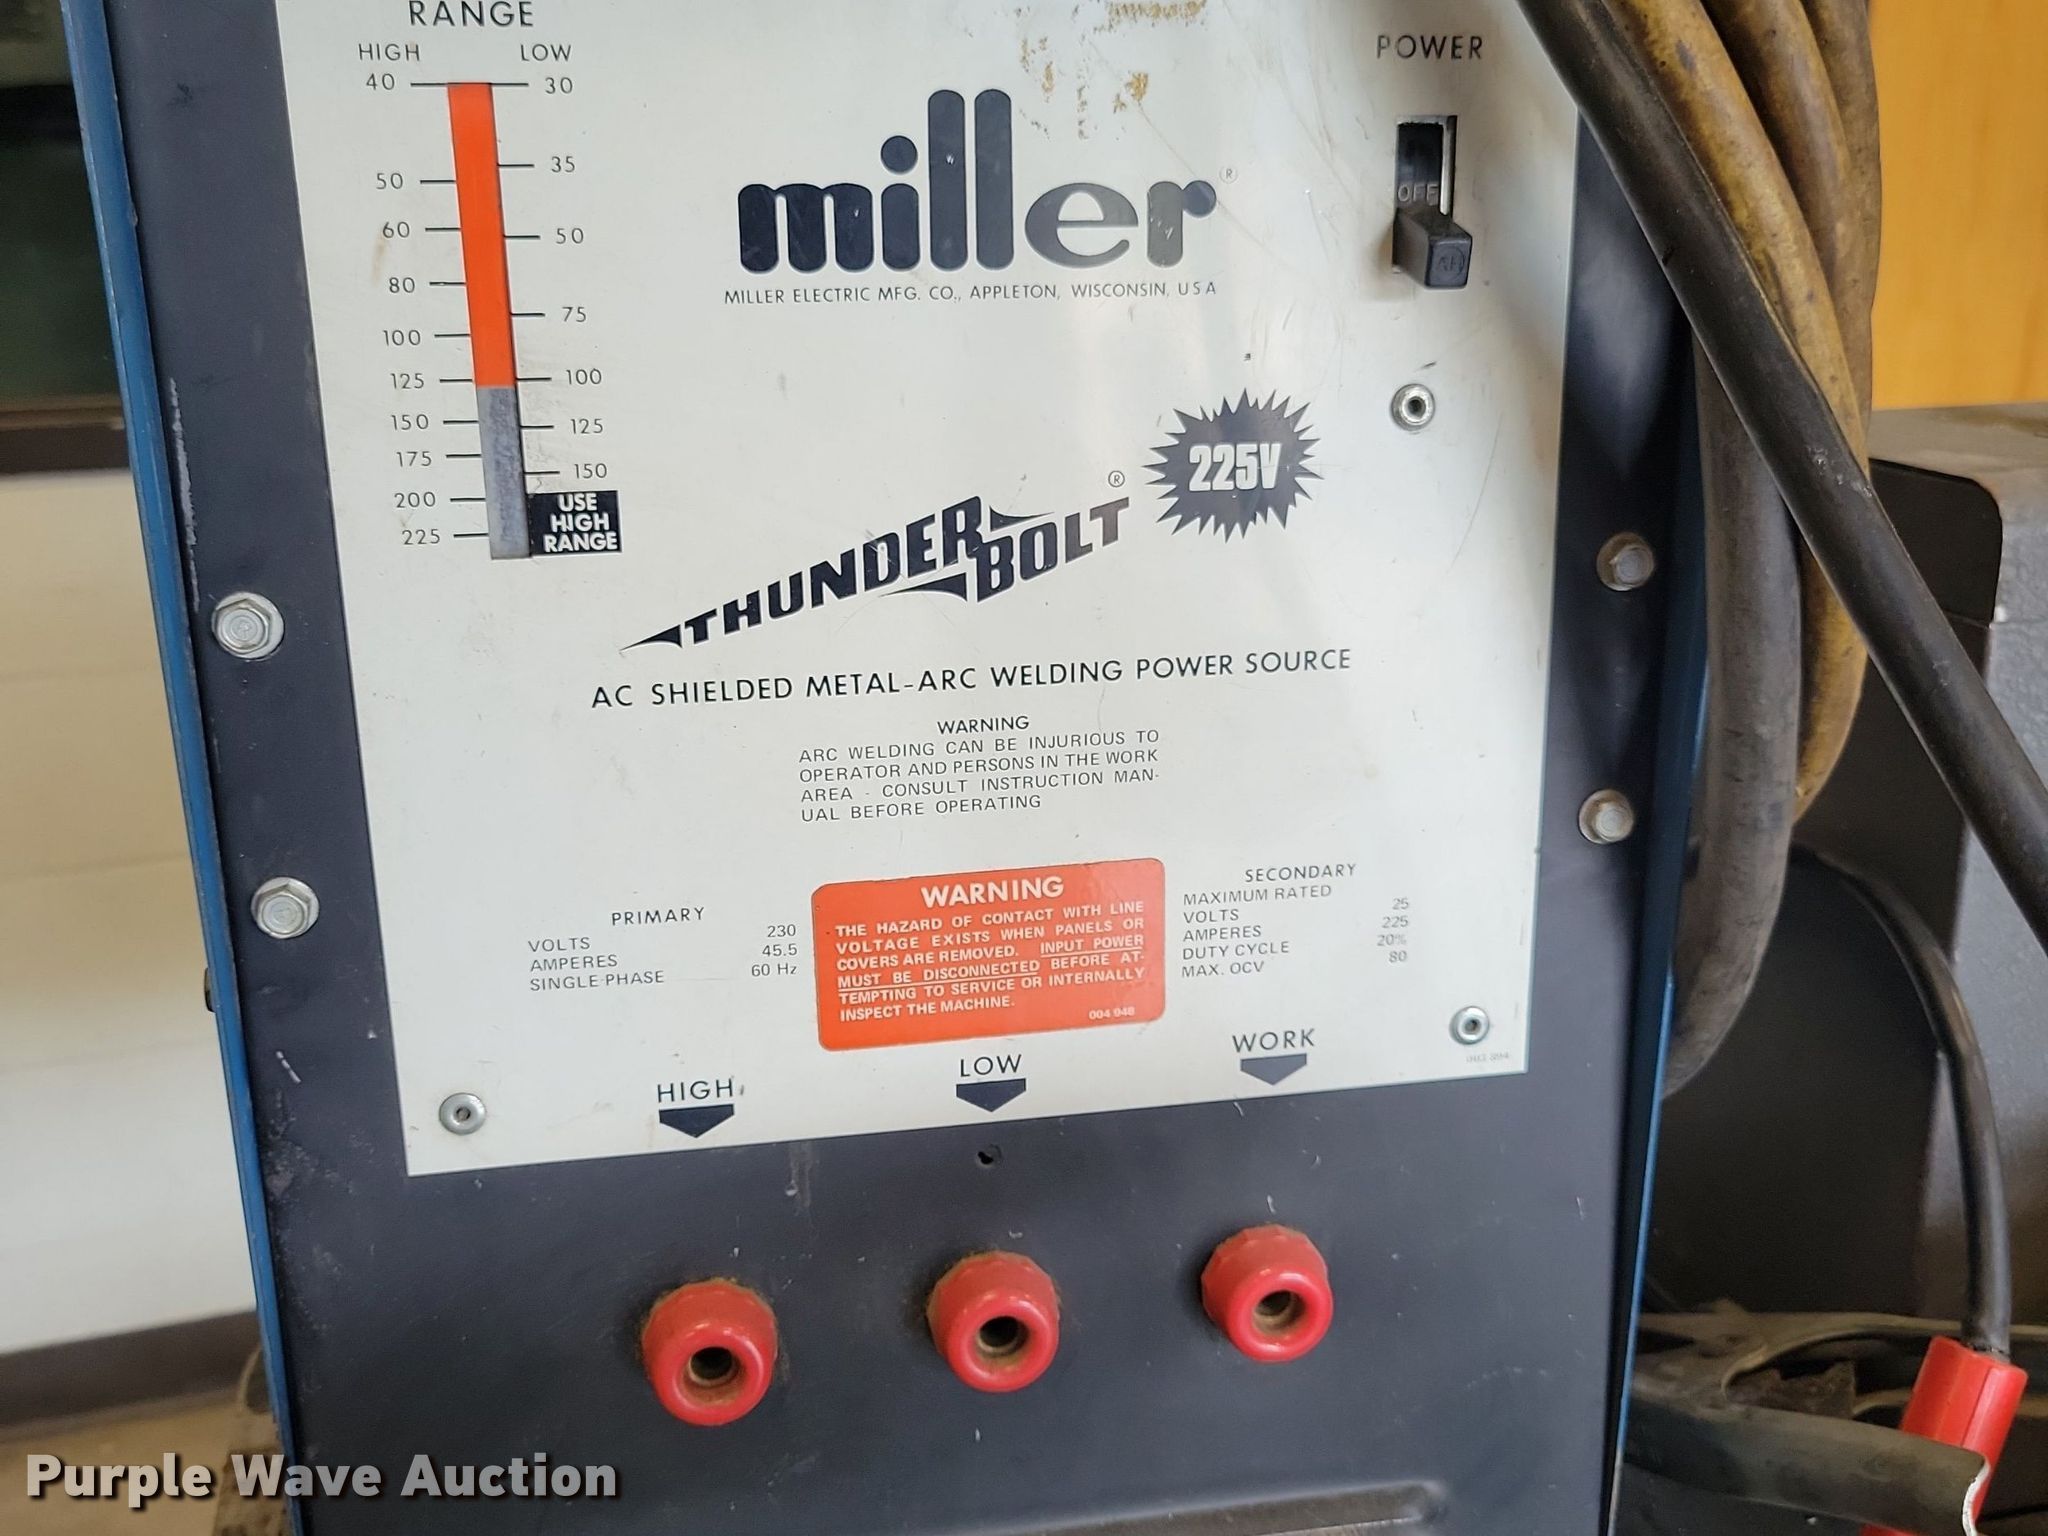 RANGE
HIGH LOW
40 30
35
50
60 50
80
75
100
125 100
150 125
175 150
200
225
USE
HIGH
RANGE
POWER
OFF
miller®
MILLER ELECTRIC MFG. CO., APPLETON, WISCONSIN, USA
225V
THUNDER BOLT®
AC SHIELDED METAL-ARC WELDING POWER SOURCE
WARNING
ARC WELDING CAN BE INJURIOUS TO
OPERATOR AND PERSONS IN THE WORK
AREA - CONSULT INSTRUCTION MAN-
UAL BEFORE OPERATING
PRIMARY
VOLTS 230
AMPERES 45.5
SINGLE-PHASE 60 Hz
WARNING
THE HAZARD OF CONTACT WITH LINE
VOLTAGE EXISTS WHEN PANELS OR
COVERS ARE REMOVED. INPUT POWER
MUST BE DISCONNECTED BEFORE AT-
TEMPTING TO SERVICE OR INTERNALLY
INSPECT THE MACHINE.
004 948
SECONDARY
MAXIMUM RATED
VOLTS 25
AMPERES 225
DUTY CYCLE 20%
MAX. OCV 80
HIGH
LOW
WORK
Purple Wave Auction